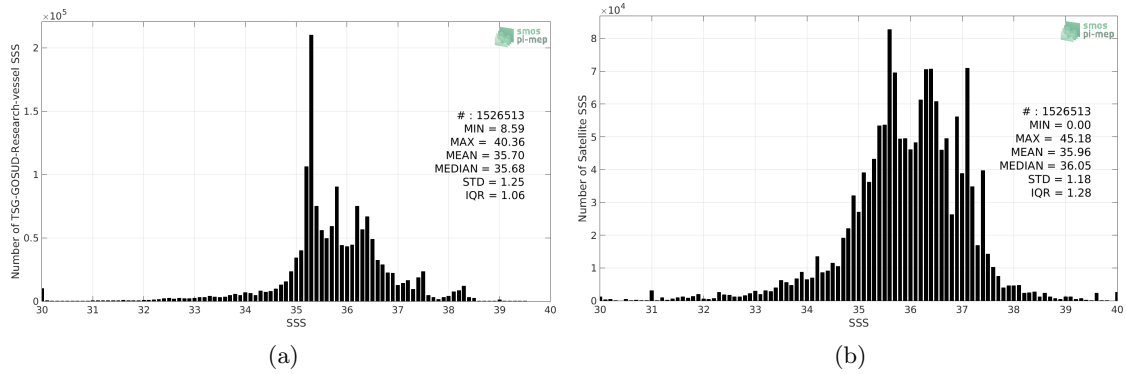 ×10⁵
smos
pi-mep
Number of TSG-GOSUD-Research-vessel SSS
2
1.5
1
0.5
0
# : 1526513
MIN = 8.59
MAX = 40.36
MEAN = 35.70
MEDIAN = 35.68
STD = 1.25
IQR = 1.06
30 31 32 33 34 35 36 37 38 39 40
SSS
(a)
×10⁴
smos
pi-mep
Number of Satellite SSS
8
7
6
5
4
3
2
1
0
# : 1526513
MIN = 0.00
MAX = 45.18
MEAN = 35.96
MEDIAN = 36.05
STD = 1.18
IQR = 1.28
30 31 32 33 34 35 36 37 38 39 40
SSS
(b)